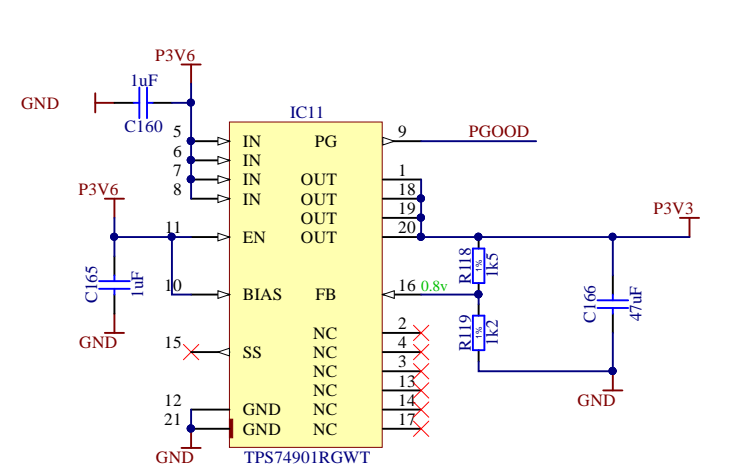 P3V6
1uF
GND
C160
IC11
5 IN PG 9 PGOOD
6 IN
7 IN OUT 1
8 IN OUT 18
OUT 19
P3V6
11 EN OUT 20
P3V3
R118
1%
1k5
C165
1uF
10 BIAS FB 16 0.8v
C166
47uF
R119
1%
1k2
GND
NC 2
15 SS NC 4
NC 3
NC 13
12 GND NC 14
21 GND NC 17
GND
GND
TPS74901RGWT